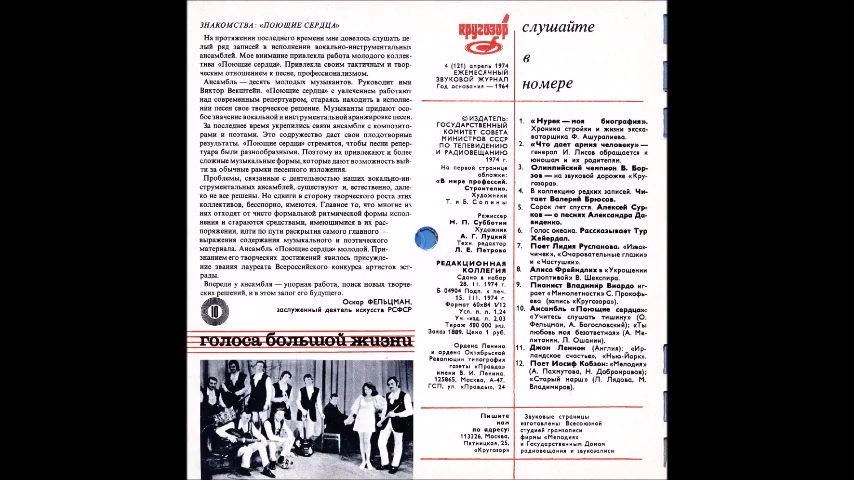 ЗНАКОМСТВА: «ПОЮЩИЕ СЕРДЦА»
На протяжении последнего времени мне довелось слушать це-
лый ряд записей в исполнении вокально-инструментальных
ансамблей. Мое внимание привлекла работа молодого коллек-
тива «Поющие сердца». Привлекла своим тактичным и твор-
ческим отношением к песне, профессионализмом.
Ансамбль — десять молодых музыкантов. Руководит ими
Виктор Векштейн. «Поющие сердца» с увлечением работают
над современным репертуаром, стараясь находить в исполне-
нии песен свое творческое решение. Музыканты придают осо-
бое значение вокальной и инструментальной аранжировке песен.
За последнее время укрепились связи ансамбля с композито-
рами и поэтами. Это содружество дает свои плодотворные
результаты. «Поющие сердца» стремятся, чтобы песни репер-
туара были разнообразными. Поэтому их привлекают и более
сложные музыкальные формы, которые дают возможность вый-
ти за обычные рамки песенного изложения.
Проблемы, связанные с деятельностью наших вокально-ин-
струментальных ансамблей, существуют и, естественно, дале-
ко не все решены. Но сдвиги в сторону творческого роста этих
коллективов, бесспорно, имеются. Главное то, что многие из
них отходят от чисто формальной ритмической формы испол-
нения и стараются средствами, имеющимися в их рас-
поряжении, идти по пути раскрытия самого главного —
выражения содержания музыкального и поэтического
материала. Ансамбль «Поющие сердца» молодой. При-
знанием его творческих достижений явилось присужде-
ние звания лауреата Всероссийского конкурса артистов эст-
рады.
Впереди у ансамбля — упорная работа, поиск новых творче-
ских решений, и в этом залог его будущего.
Оскар ФЕЛЬЦМАН,
заслуженный деятель искусств РСФСР
10
голоса большой жизни
кругозор
4 (121) апрель 1974
ЕЖЕМЕСЯЧНЫЙ
ЗВУКОВОЙ ЖУРНАЛ
Год основания — 1964
© ИЗДАТЕЛЬ:
ГОСУДАРСТВЕННЫЙ
КОМИТЕТ СОВЕТА
МИНИСТРОВ СССР
ПО ТЕЛЕВИДЕНИЮ
И РАДИОВЕЩАНИЮ
1974 г.
На первой странице
обложки:
«В мире профессий.
Строители».
Художники
Т. и Б. Сопины
Режиссер
М. П. Субботин
Художник
А. Г. Луцкий
Техн. редактор
Л. Е. Петрова
РЕДАКЦИОННАЯ
КОЛЛЕГИЯ
Сдано в набор
28. II. 1974 г.
Б 04904 Подп. к печ.
15. III. 1974 г.
Формат 60х84 1/12
Усл. п. л. 1,24
Уч.-изд. л. 2,03
Тираж 500 000 экз.
Заказ 1889. Цена 1 руб.
Ордена Ленина
и ордена Октябрьской
Революции типография
газеты «Правда»
имени В. И. Ленина.
125865, Москва, А-47,
ГСП, ул. «Правды», 24
Пишите
нам
по адресу:
113326, Москва,
Пятницкая, 25,
«Кругозор»
слушайте
в
номере
1. «Нурек — моя биография».
Хроника стройки и жизни экска-
ваторщика Ф. Ашуралиева.
2. «Что дает армия человеку» —
генерал И. Лисов обращается к
юношам и их родителям.
3. Олимпийский чемпион В. Бор-
зов — на звуковой дорожке «Кру-
гозора».
4. В коллекцию редких записей. Чи-
тает Валерий Брюсов.
5. Сорок лет спустя. Алексей Сур-
ков — о песнях Александра Да-
виденко.
6. Голос океана. Рассказывает Тур
Хейердал.
7. Поет Лидия Русланова. «Ива-
чичек», «Очаровательные глазки»
и «Частушки».
8. Алиса Фрейндлих в «Укрощении
строптивой» В. Шекспира.
9. Пианист Владимир Виардо иг-
рает «Мимолетности» С. Прокофь-
ева (запись «Кругозора»).
10. Ансамбль «Поющие сердца»:
«Учитесь слушать тишину» (О.
Фельцман, А. Богословский); «Ты
любовь моя безответная» (А. Ма-
питонян, Л. Ошанин).
11. Джон Леннон (Англия): «Ир-
ландское счастье», «Нью-Йорк».
12. Поет Иосиф Кобзон: «Мелодия»
(А. Пахмутова, Н. Добронравов);
«Старый марш» (Л. Лядова, М.
Владимиров).
Звуковые страницы
изготовлены Всесоюзной
студией грамзаписи
фирмы «Мелодия»
и Государственным Домом
радиовещания и звукозаписи